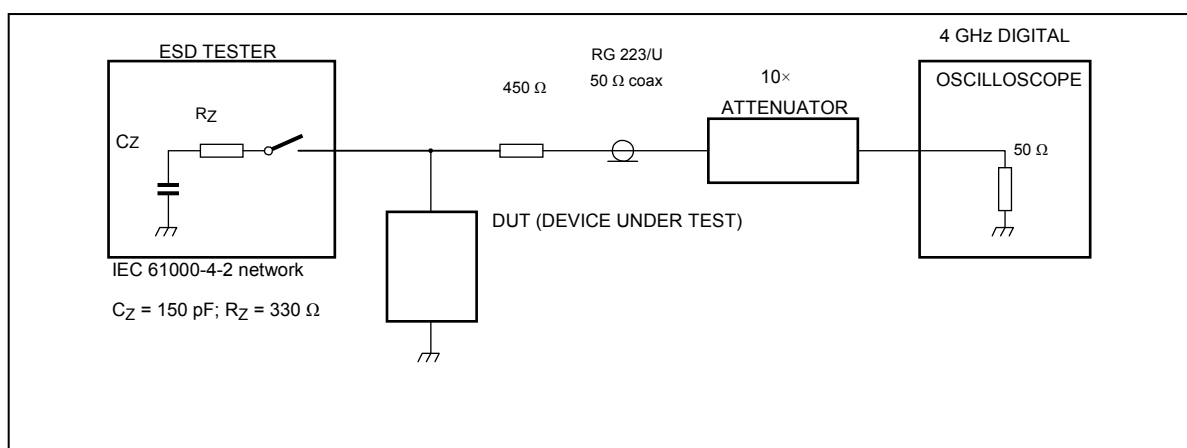 4 GHz DIGITAL
OSCILLOSCOPE
ESD TESTER
RG 223/U
50 Ω coax
450 Ω
10×
ATTENUATOR
RZ
CZ
50 Ω
DUT (DEVICE UNDER TEST)
IEC 61000-4-2 network
CZ = 150 pF; RZ = 330 Ω